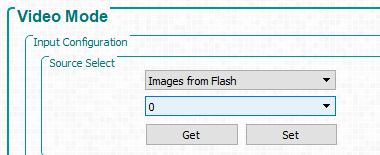 Video Mode
Input Configuration
Source Select
Images from Flash
0
Get Set